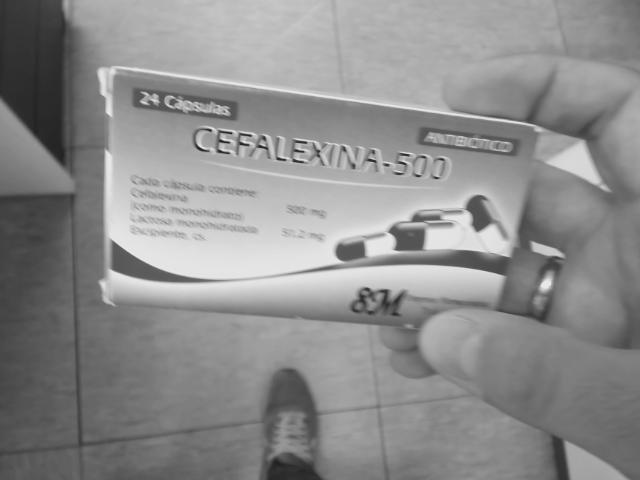 24 Cápsulas
ANTIBIÓTICO
CEFALEXINA-500
Cada cápsula contiene:
Cefalexina
(como monohidrato) 500 mg
Lactosa monohidratada 51.2 mg
Excipiente, cs.
8M